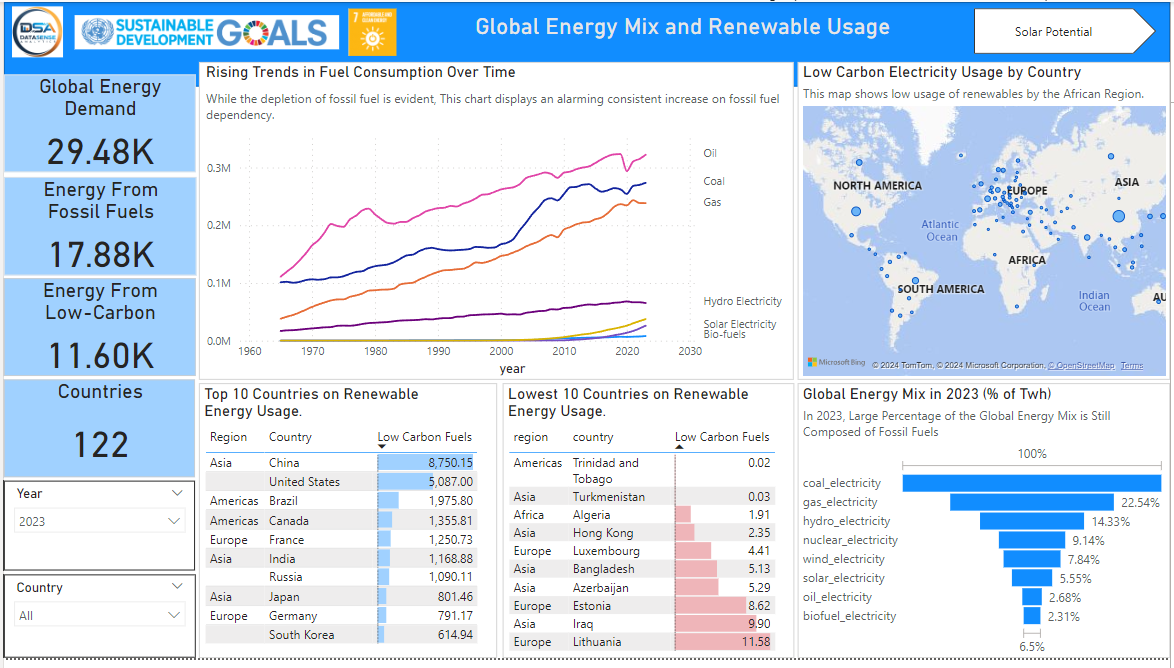 DSA
DATASENSE
SUSTAINABLE
DEVELOPMENT
GOALS
7 AFFORDABLE AND
CLEAN ENERGY
Global Energy Mix and Renewable Usage
Solar Potential
Global Energy
Demand
29.48K
Energy From
Fossil Fuels
17.88K
Energy From
Low-Carbon
11.60K
Countries
122
Year
2023
Country
All
Rising Trends in Fuel Consumption Over Time
While the depletion of fossil fuel is evident, This chart displays an alarming consistent increase on fossil fuel
dependency.
0.3M
0.2M
0.1M
0.0M
1960 1970 1980 1990 2000 2010 2020 2030
year
Oil
Coal
Gas
Hydro Electricity
Solar Electricity
Bio-fuels
Low Carbon Electricity Usage by Country
This map shows low usage of renewables by the African Region.
NORTH AMERICA
EUROPE
ASIA
Atlantic
Ocean
AFRICA
SOUTH AMERICA
Indian
Ocean
AU
Microsoft Bing
© 2024 TomTom, © 2024 Microsoft Corporation, © OpenStreetMap Terms
Top 10 Countries on Renewable
Energy Usage.
Region Country Low Carbon Fuels
Asia China 8,750.15
United States 5,087.00
Americas Brazil 1,975.80
Americas Canada 1,355.81
Europe France 1,250.73
Asia India 1,168.88
Russia 1,090.11
Asia Japan 801.46
Europe Germany 791.17
South Korea 614.94
Lowest 10 Countries on Renewable
Energy Usage.
region country Low Carbon Fuels
Americas Trinidad and 0.02
Tobago
Asia Turkmenistan 0.03
Africa Algeria 1.91
Asia Hong Kong 2.35
Europe Luxembourg 4.41
Asia Bangladesh 5.13
Asia Azerbaijan 5.29
Europe Estonia 8.62
Asia Iraq 9.90
Europe Lithuania 11.58
Global Energy Mix in 2023 (% of Twh)
In 2023, Large Percentage of the Global Energy Mix is Still
Composed of Fossil Fuels
100%
coal_electricity
gas_electricity 22.54%
hydro_electricity 14.33%
nuclear_electricity 9.14%
wind_electricity 7.84%
solar_electricity 5.55%
oil_electricity 2.68%
biofuel_electricity 2.31%
6.5%